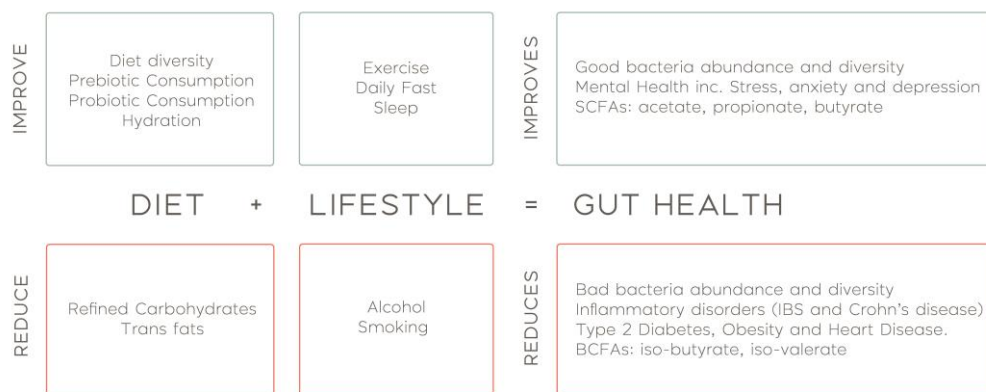 IMPROVE
Diet diversity
Prebiotic Consumption
Probiotic Consumption
Hydration
Exercise
Daily Fast
Sleep
IMPROVES
Good bacteria abundance and diversity
Mental Health inc. Stress, anxiety and depression
SCFAs: acetate, propionate, butyrate
DIET + LIFESTYLE = GUT HEALTH
REDUCE
Refined Carbohydrates
Trans fats
Alcohol
Smoking
REDUCES
Bad bacteria abundance and diversity
Inflammatory disorders (IBS and Crohn's disease)
Type 2 Diabetes, Obesity and Heart Disease.
BCFAs: iso-butyrate, iso-valerate